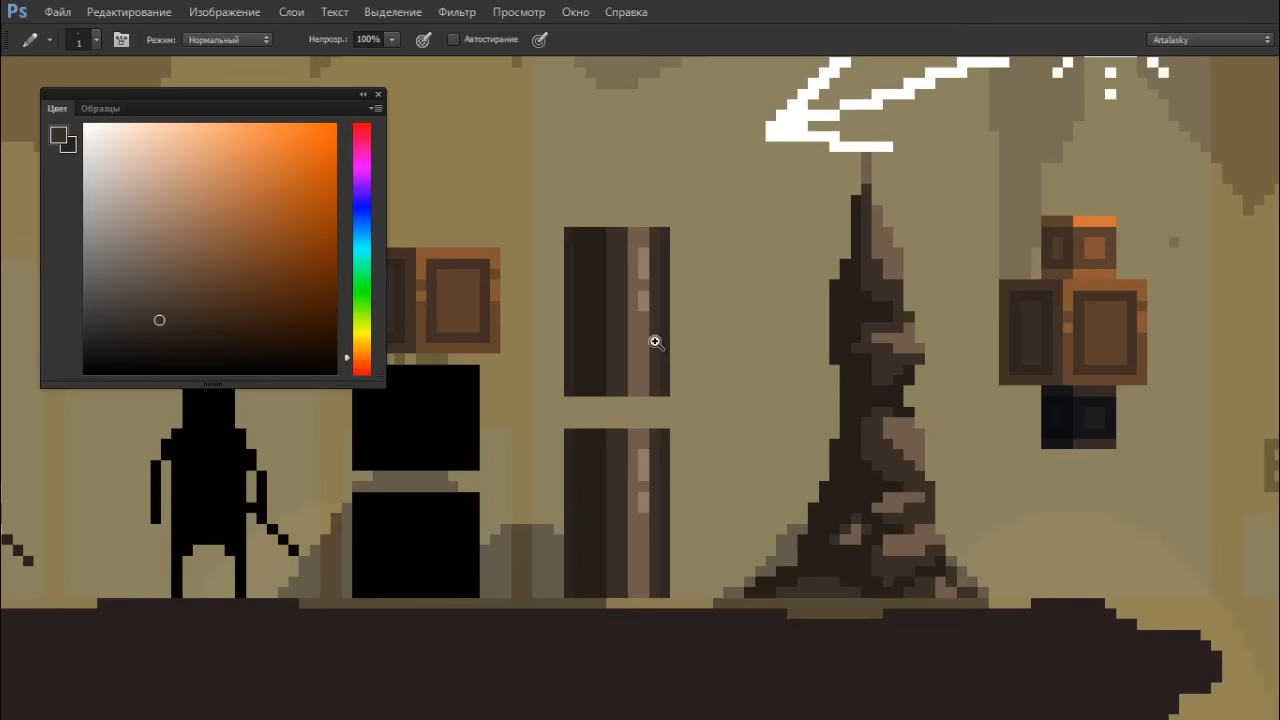 Ps Файл Редактирование Изображение Слои Текст Выделение Фильтр Просмотр Окно Справка
1 Режим: Нормальный Непрозр.: 100% Автостирание Artalasky
Цвет Образцы